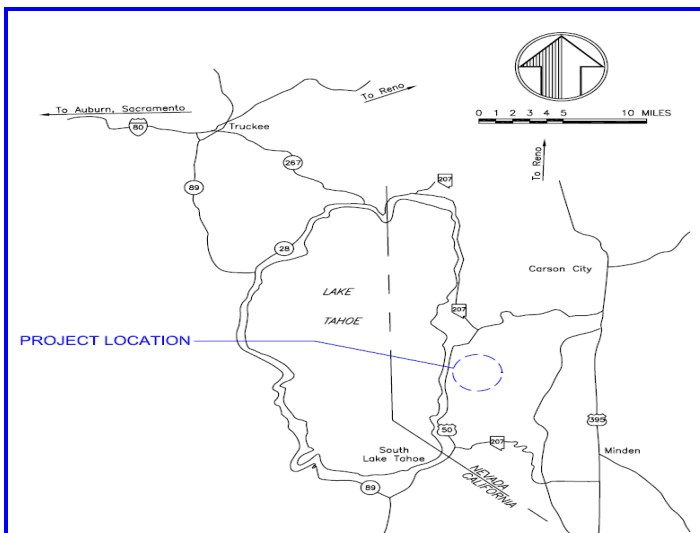 To Auburn, Sacramento
80
Truckee
To Reno
0 1 2 3 4 5 10 MILES
To Reno
267
207
89
28
Carson City
LAKE
TAHOE
207
PROJECT LOCATION
395
50
South
Lake Tahoe
207
Minden
NEVADA
CALIFORNIA
89